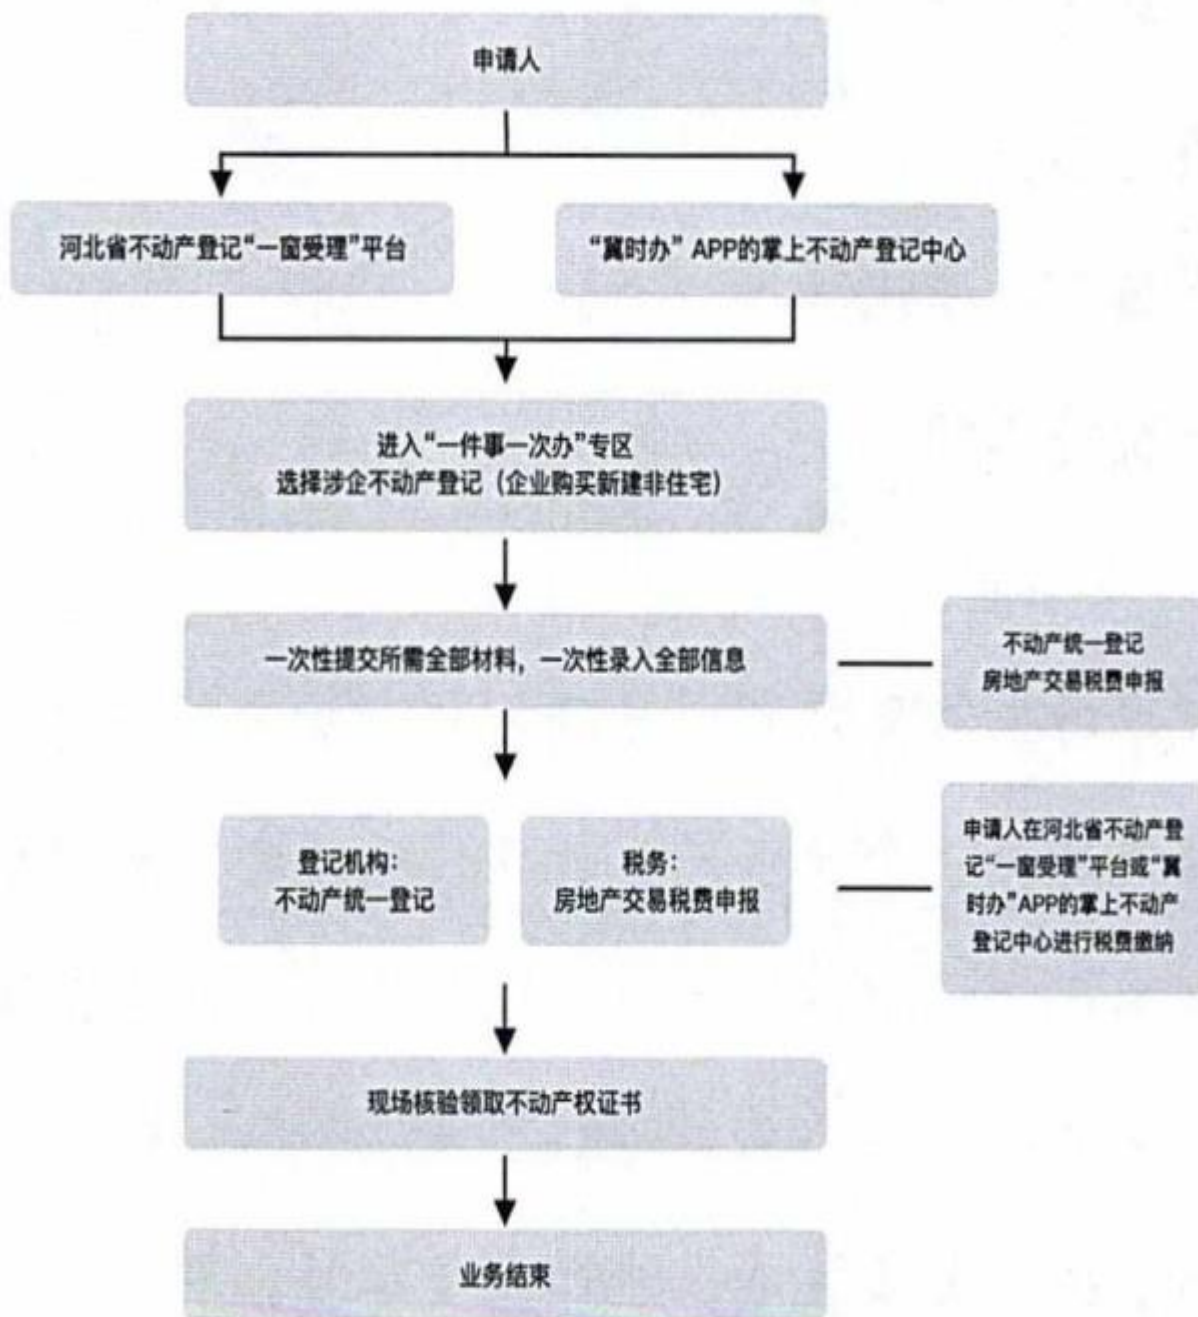 申请人
河北省不动产登记“一窗受理”平台
“冀时办” APP的掌上不动产登记中心
进入“一件事一次办”专区
选择涉企不动产登记（企业购买新建非住宅）
一次性提交所需全部材料，一次性录入全部信息
不动产统一登记
房地产交易税费申报
登记机构：
不动产统一登记
税务：
房地产交易税费申报
申请人在河北省不动产登
记“一窗受理”平台或“冀
时办”APP的掌上不动产
登记中心进行税费缴纳
现场核验领取不动产权证书
业务结束